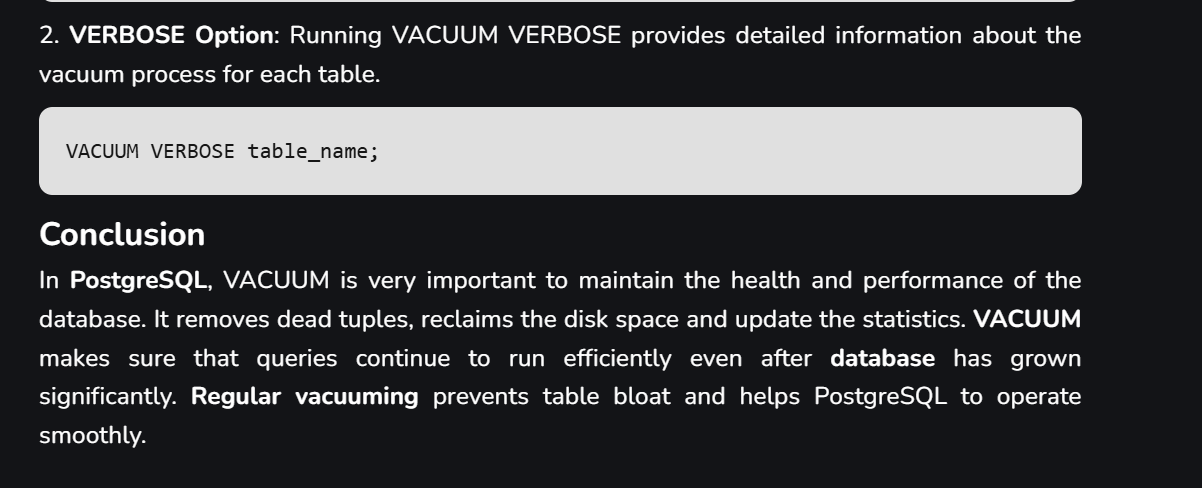 2. VERBOSE Option: Running VACUUM VERBOSE provides detailed information about the
vacuum process for each table.
VACUUM VERBOSE table_name;
Conclusion
In PostgreSQL, VACUUM is very important to maintain the health and performance of the
database. It removes dead tuples, reclaims the disk space and update the statistics. VACUUM
makes sure that queries continue to run efficiently even after database has grown
significantly. Regular vacuuming prevents table bloat and helps PostgreSQL to operate
smoothly.